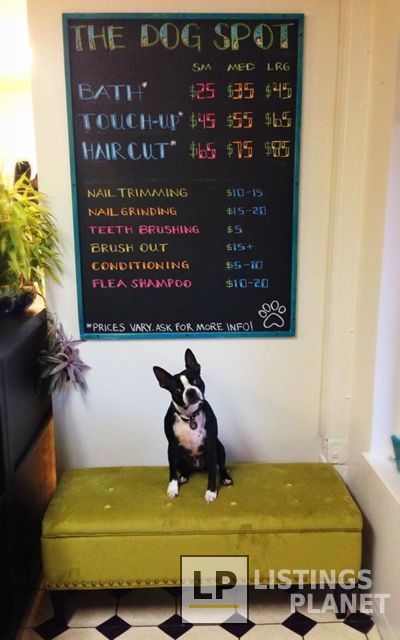 THE DOG SPOT
SM MED LRG
BATH* $25 $35 $45
TOUCH-UP* $45 $55 $65
HAIRCUT* $65 $75 $85
NAIL TRIMMING $10-15
NAIL GRINDING $15-20
TEETH BRUSHING $5
BRUSH OUT $15+
CONDITIONING $5-10
FLEA SHAMPOO $10-20
*PRICES VARY. ASK FOR MORE INFO!
LP LISTINGS
PLANET